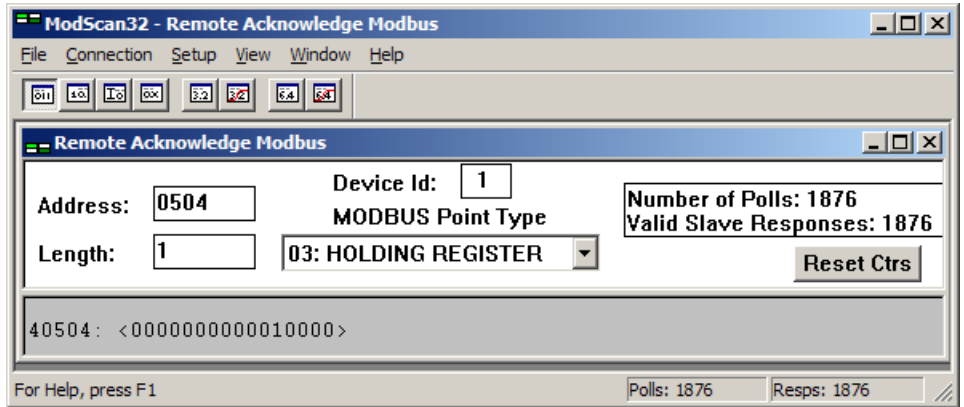 ModScan32 - Remote Acknowledge Modbus
File Connection Setup View Window Help
Remote Acknowledge Modbus
Address: 0504
Device Id: 1
MODBUS Point Type
Length: 1
03: HOLDING REGISTER
Number of Polls: 1876
Valid Slave Responses: 1876
Reset Ctrs
40504: <0000000000010000>
For Help, press F1
Polls: 1876
Resps: 1876